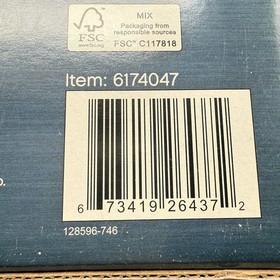 MIX
Packaging from
responsible sources
FSC
www.fsc.org
FSC® C117818
Item: 6174047
o.
6 73419 26437 2
128596-746